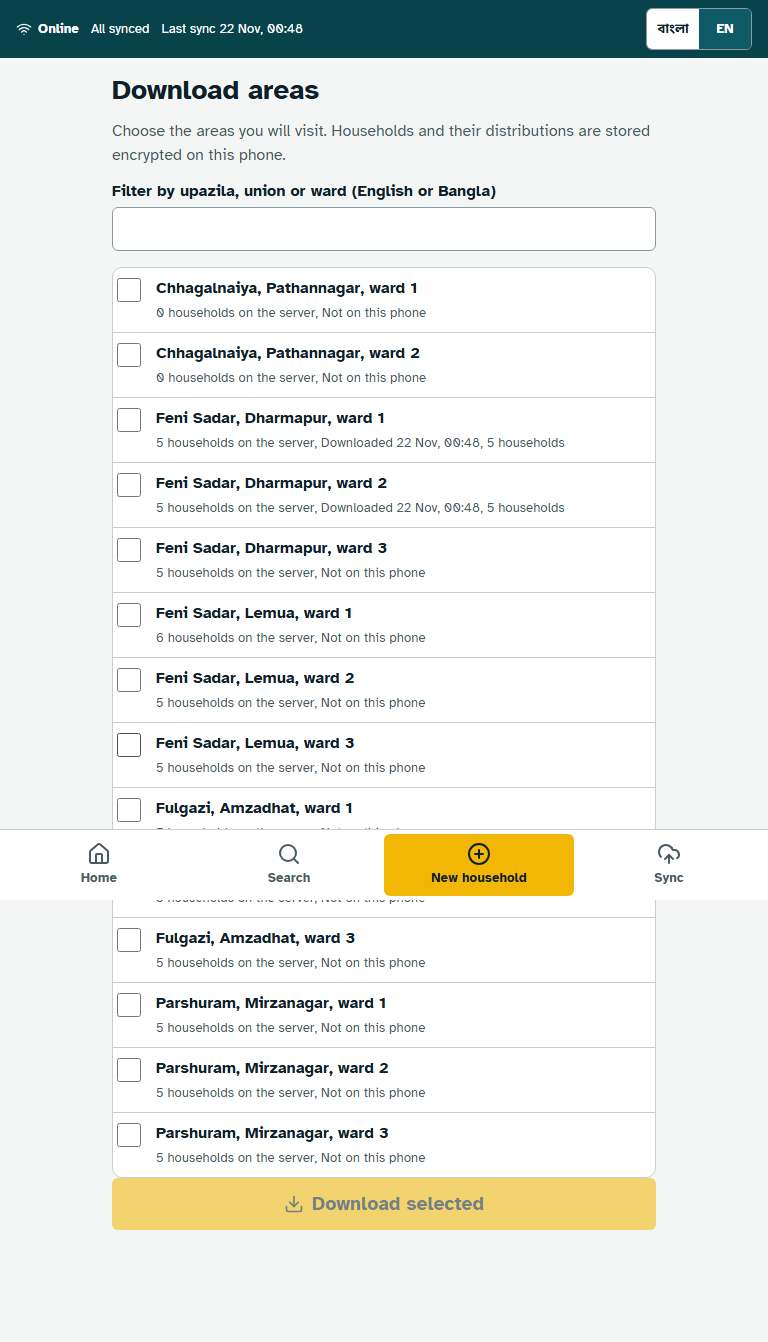 Online All synced Last sync 22 Nov, 00:48
বাংলা EN
Download areas
Choose the areas you will visit. Households and their distributions are stored
encrypted on this phone.
Filter by upazila, union or ward (English or Bangla)
Chhagalnaiya, Pathannagar, ward 1
0 households on the server, Not on this phone
Chhagalnaiya, Pathannagar, ward 2
0 households on the server, Not on this phone
Feni Sadar, Dharmapur, ward 1
5 households on the server, Downloaded 22 Nov, 00:48, 5 households
Feni Sadar, Dharmapur, ward 2
5 households on the server, Downloaded 22 Nov, 00:48, 5 households
Feni Sadar, Dharmapur, ward 3
5 households on the server, Not on this phone
Feni Sadar, Lemua, ward 1
6 households on the server, Not on this phone
Feni Sadar, Lemua, ward 2
5 households on the server, Not on this phone
Feni Sadar, Lemua, ward 3
5 households on the server, Not on this phone
Fulgazi, Amzadhat, ward 1
Home Search New household Sync
Fulgazi, Amzadhat, ward 3
5 households on the server, Not on this phone
Parshuram, Mirzanagar, ward 1
5 households on the server, Not on this phone
Parshuram, Mirzanagar, ward 2
5 households on the server, Not on this phone
Parshuram, Mirzanagar, ward 3
5 households on the server, Not on this phone
Download selected